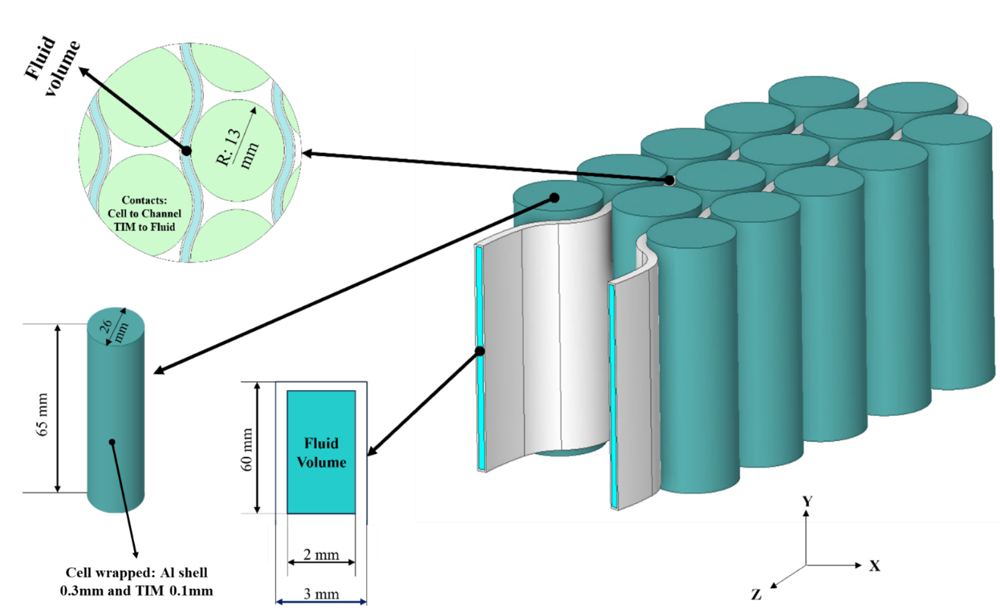 Fluid
volume
R: 13
mm
Contacts:
Cell to Channel
TIM to Fluid
26
mm
65 mm
Cell wrapped: Al shell
0.3mm and TIM 0.1mm
60 mm
Fluid
Volume
2 mm
3 mm
Y
X
Z